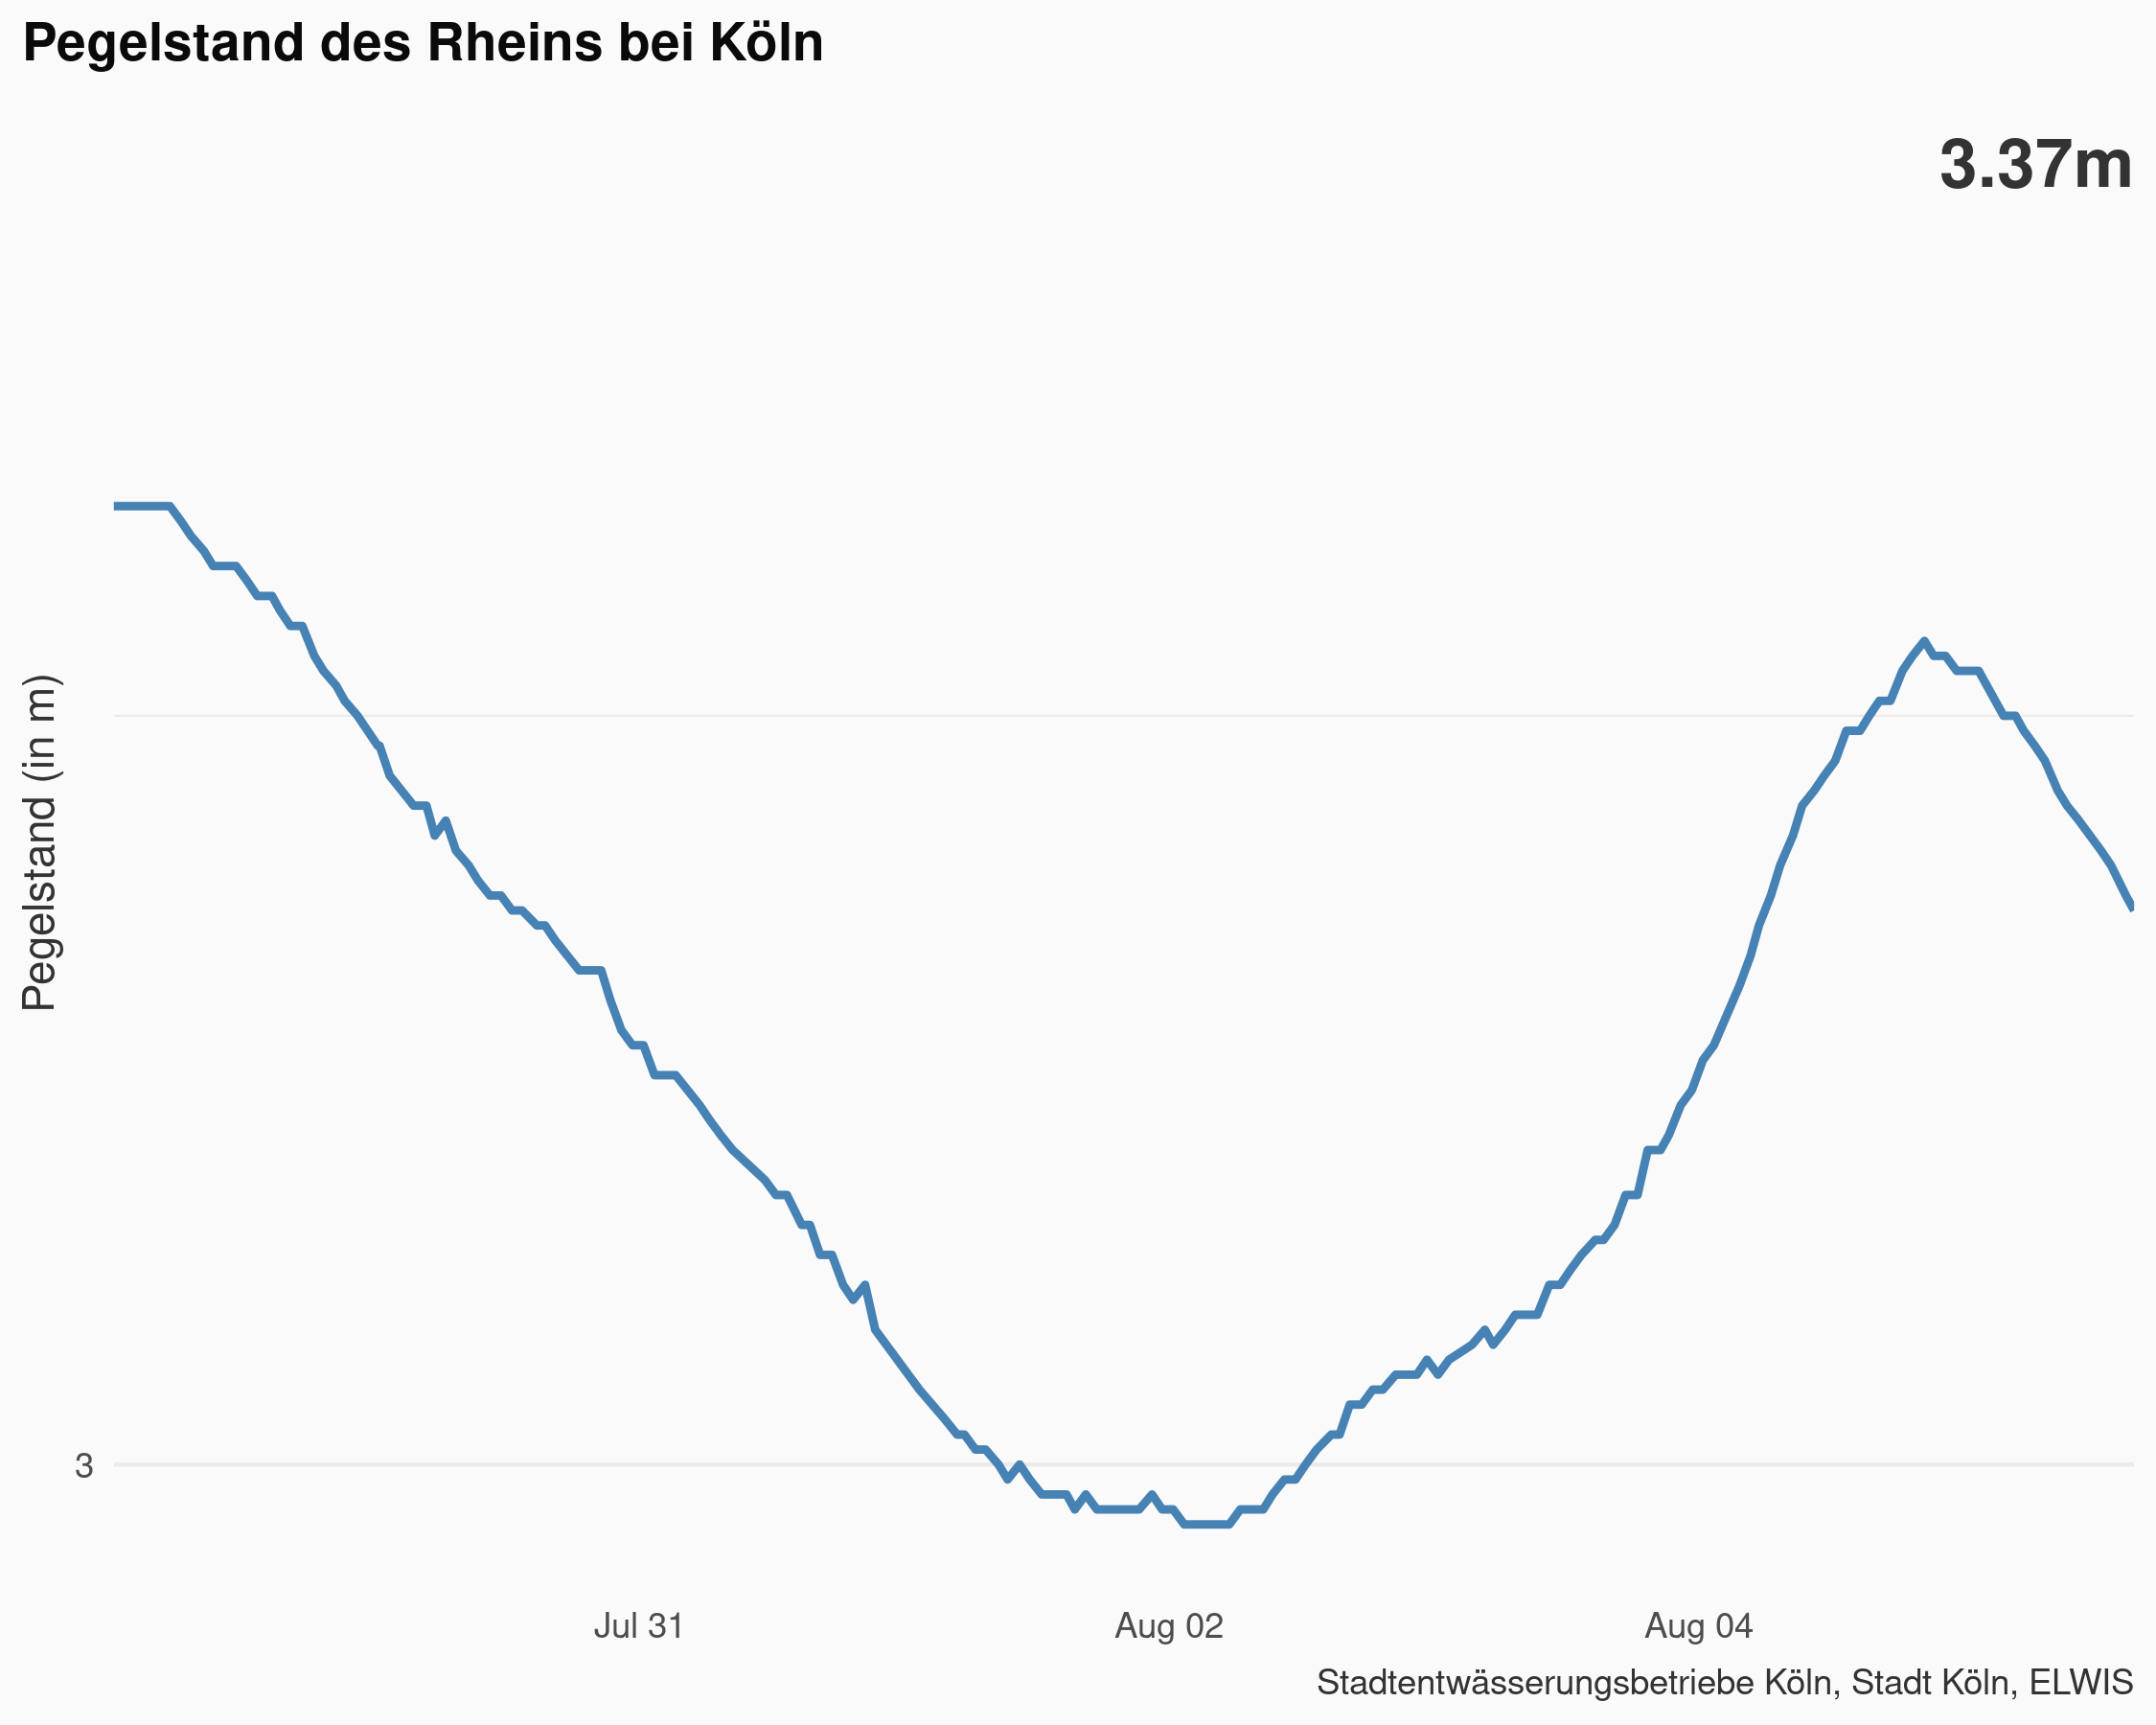 Pegelstand des Rheins bei Köln
3.37m
Pegelstand (in m)
3
Jul 31
Aug 02
Aug 04
Stadtentwässerungsbetriebe Köln, Stadt Köln, ELWIS